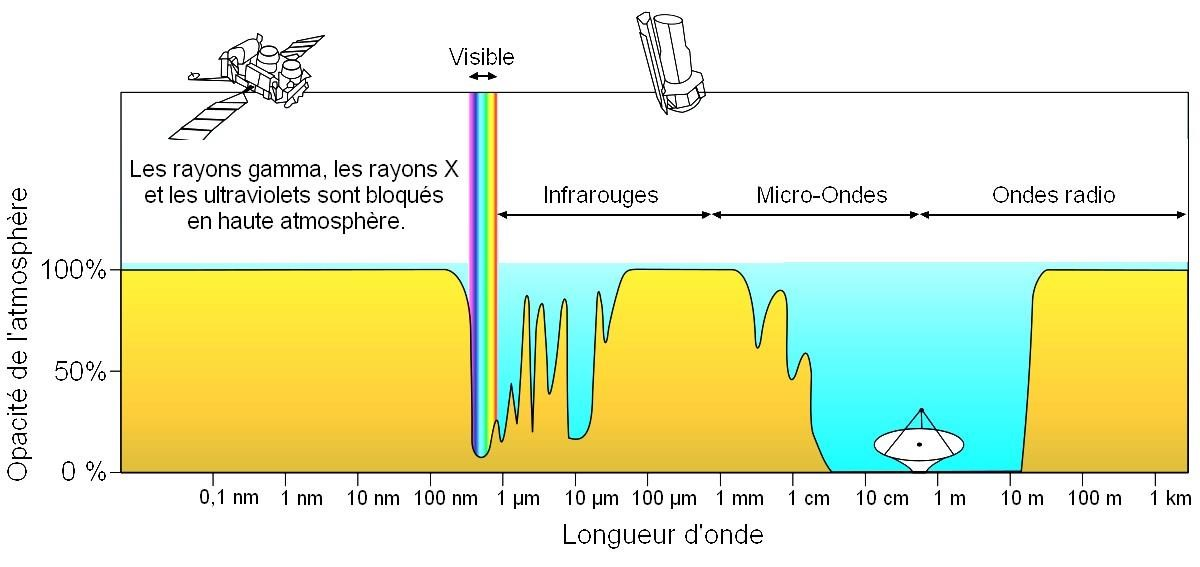 Visible
Les rayons gamma, les rayons X
et les ultraviolets sont bloqués
en haute atmosphère.
Infrarouges
Micro-Ondes
Ondes radio
Opacité de l'atmosphère
100%
50%
0 %
0,1 nm
1 nm
10 nm
100 nm
1 µm
10 µm
100 µm
1 mm
1 cm
10 cm
1 m
10 m
100 m
1 km
Longueur d'onde